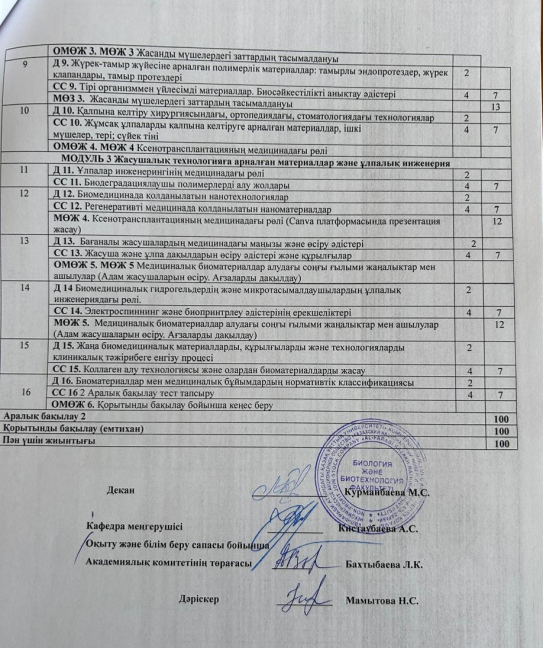 ОМӨЖ 3. МӨЖ 3 Жасанды мүшелердегі заттардың тасымалдануы
9 Д 9. Жүрек-тамыр жүйесіне арналған полимерлік материалдар: тамырлы эндопротездер, жүрек 2
клапандары, тамыр протездері
СС 9. Тірі организммен үйлесімді материалдар. Биосәйкестілікті анықтау әдістері 4 7
МӨЗ 3. Жасанды мүшелердегі заттардың тасымалдануы 13
10 Д 10. Қалпына келтіру хирургиясындағы, ортопедиядағы, стоматологиядағы технологиялар 2
СС 10. Жұмсақ ұлпаларды қалпына келтіруге арналған материалдар, ішкі 4 7
мүшелер, тері; сүйек тіні
ОМӨЖ 4. МӨЖ 4 Ксенотрансплантацияның медицинадағы рөлі
МОДУЛЬ 3 Жасушалық технологияға арналған материалдар және ұлпалық инженерия
11 Д 11. Ұлпалар инженерингінің медицинадағы рөлі 2
СС 11. Биодеградациялаушы полимерлерді алу жолдары 4 7
12 Д 12. Биомедицинада қолданылатын нанотехнологиялар 2
СС 12. Регенеративті медицинада қолданылатын наноматериалдар 4 7
МӨЖ 4. Ксенотрансплантацияның медицинадағы рөлі (Canva платформасында презентация 12
жасау)
13 Д 13. Бағаналы жасушалардың медицинадағы маңызы және өсіру әдістері 2
СС 13. Жасуша және ұлпа дақылдарын өсіру әдістері және құрылғылар 4 7
ОМӨЖ 5. МӨЖ 5 Медициналық биоматериалдар алудағы соңғы ғылыми жаңалықтар мен
ашылулар (Адам жасушаларын өсіру. Ағзаларды дақылдау)
14 Д 14 Биомедициналық гидрогельдердің және микротасымалдаушылардың ұлпалық 2
инженериядағы рөлі.
СС 14. Электроспиннинг және биопринтрлеу әдістерінің ерекшеліктері 4 7
МӨЖ 5. Медициналық биоматериалдар алудағы соңғы ғылыми жаңалықтар мен ашылулар 12
(Адам жасушаларын өсіру. Ағзаларды дақылдау)
15 Д 15. Жаңа биомедициналық материалдарды, құрылғыларды және технологияларды 2
клиникалық тәжірибеге енгізу процесі
СС 15. Коллаген алу технологиясы және олардан биоматериалдарды жасау 4 7
16 Д 16. Биоматериалдар мен медициналық бұйымдардың нормативтік классификациясы 2
СС 16 2 Аралық бақылау тест тапсыру 4 7
ОМӨЖ 6. Қорытынды бақылау бойынша кеңес беру
Аралық бақылау 2 100
Қорытынды бақылау (емтихан) 100
Пән үшін жиынтығы 100
БИОЛОГИЯ
ЖӘНЕ
БИОТЕХНОЛОГИЯ
ФАКУЛЬТЕТІ
Декан Курманбаева М.С.
Кафедра меңгерушісі Кистаубаева А.С.
Оқыту және білім беру сапасы бойынша
Академиялық комитетінің төрағасы Бахтыбаева Л.К.
Дәріскер Мамытова Н.С.